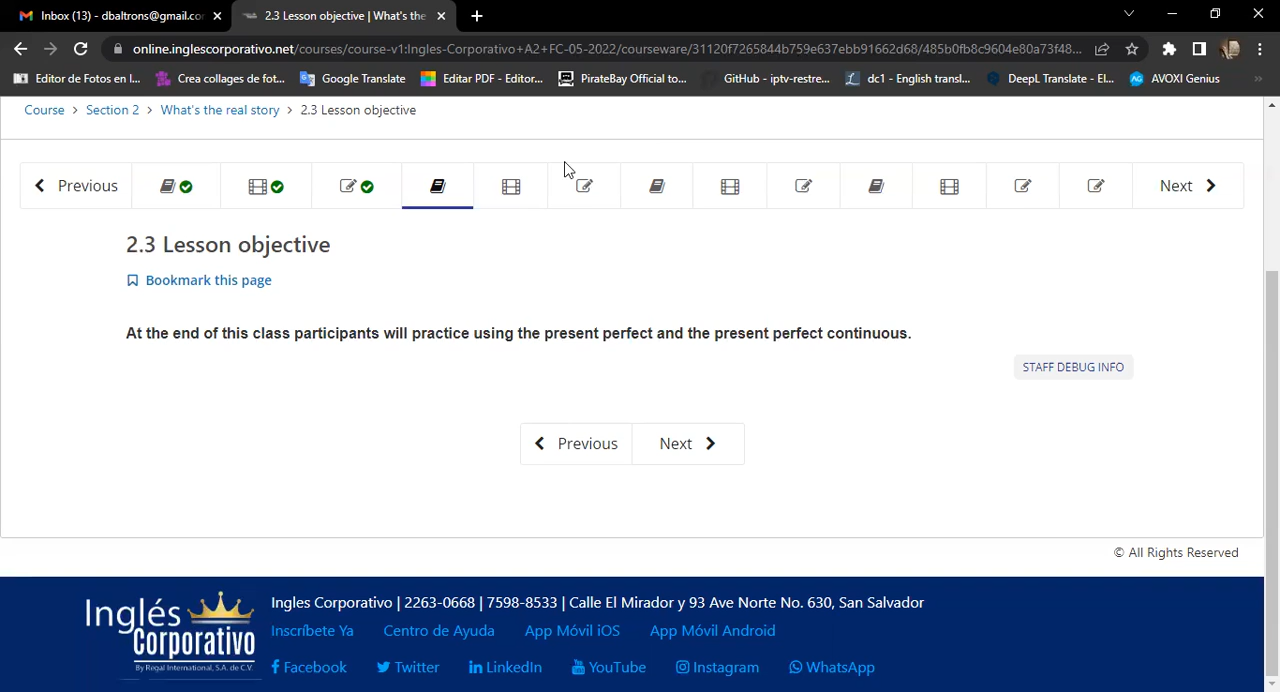 Inbox (13) - dbaltrons@gmail.co
2.3 Lesson objective | What's the
online.inglescorporativo.net/courses/course-v1:Ingles-Corporativo+A2+FC-05-2022/courseware/31120f7265844b759e637ebb91662d68/485b0fb8c9604e80a73f48...
Editor de Fotos en l...
Crea collages de fot...
Google Translate
Editar PDF - Editor...
PirateBay Official to...
GitHub - iptv-restre...
dc1 - English transl...
DeepL Translate - El...
AVOXI Genius
Course > Section 2 > What's the real story > 2.3 Lesson objective
Previous
Next
2.3 Lesson objective
Bookmark this page
At the end of this class participants will practice using the present perfect and the present perfect continuous.
STAFF DEBUG INFO
Previous
Next
© All Rights Reserved
Inglés Corporativo
By Regal International, S.A. de C.V.
Ingles Corporativo | 2263-0668 | 7598-8533 | Calle El Mirador y 93 Ave Norte No. 630, San Salvador
Inscríbete Ya
Centro de Ayuda
App Móvil iOS
App Móvil Android
Facebook
Twitter
LinkedIn
YouTube
Instagram
WhatsApp